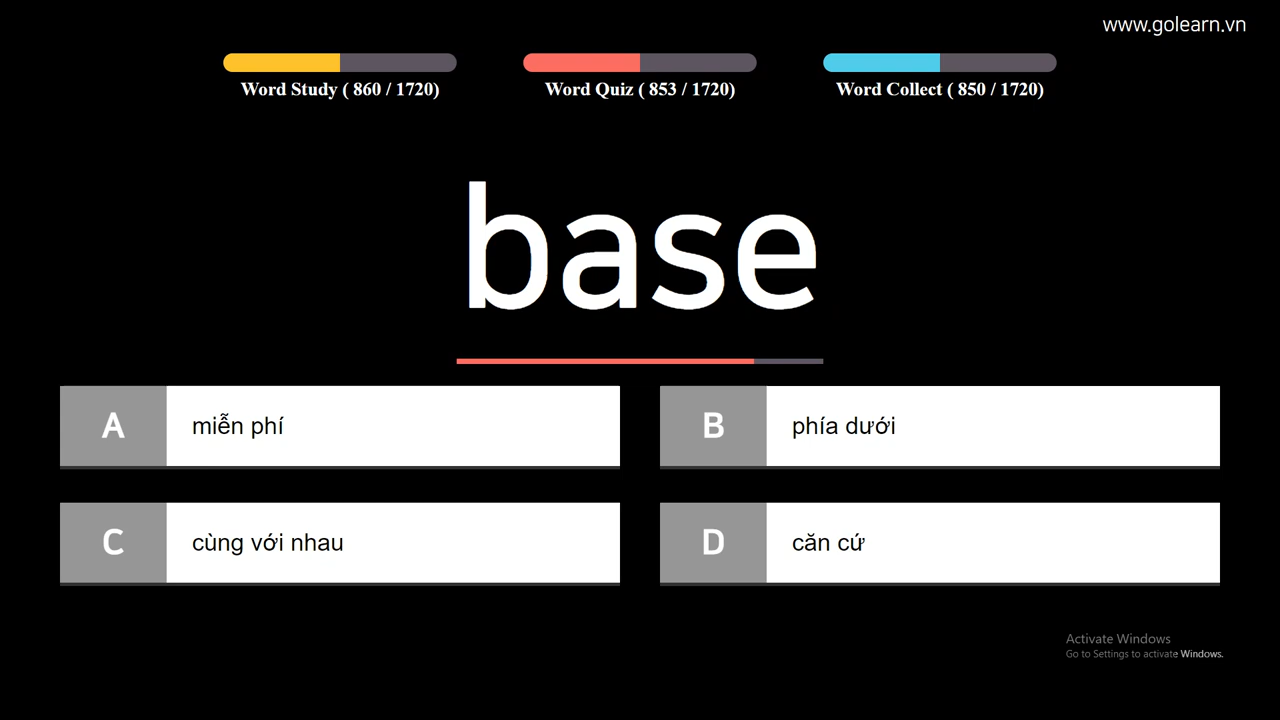 www.golearn.vn
Word Study ( 860 / 1720)
Word Quiz ( 853 / 1720)
Word Collect ( 850 / 1720)
base
A miễn phí
B phía dưới
C cùng với nhau
D căn cứ
Activate Windows
Go to Settings to activate Windows.